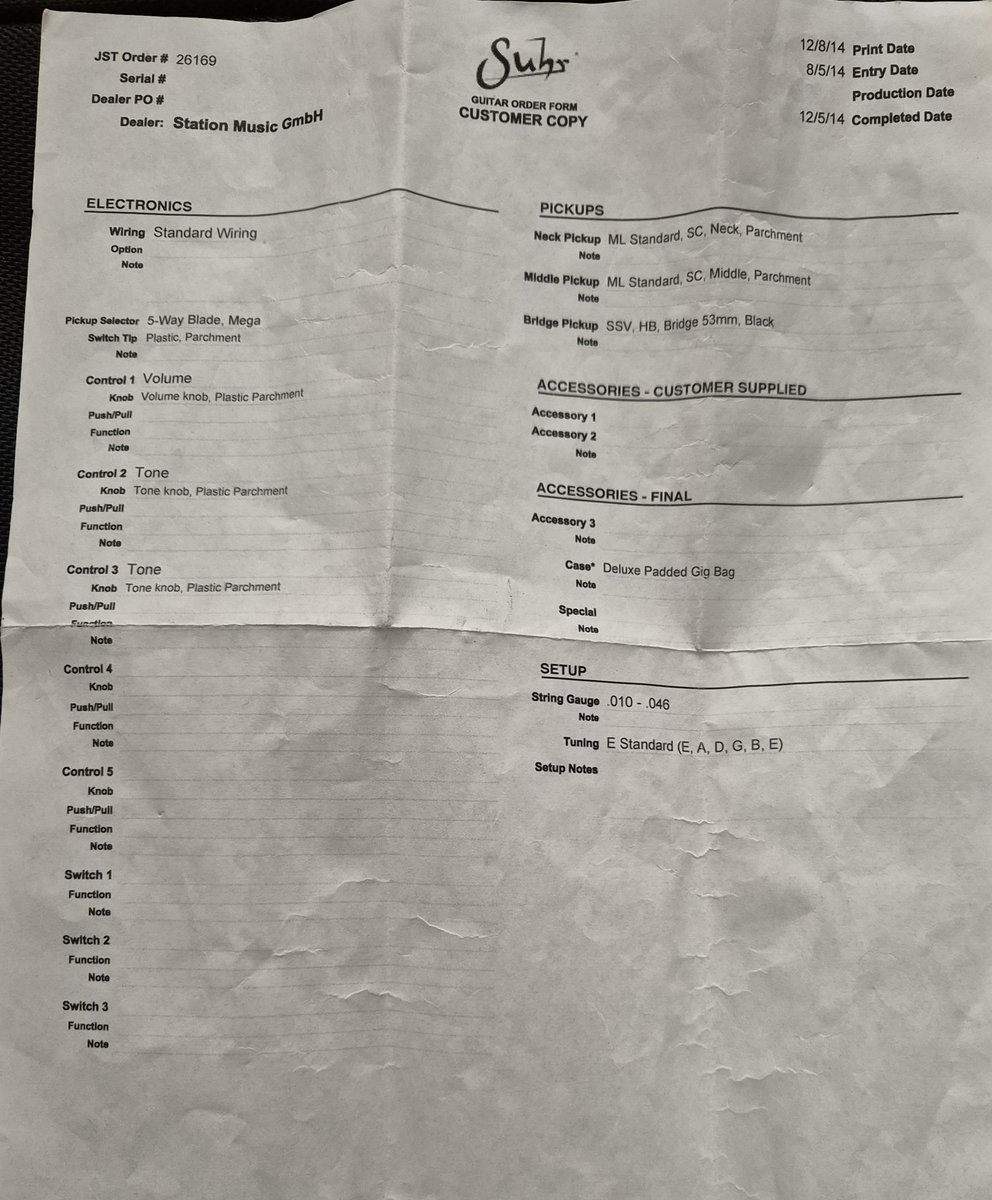 JST Order # 26169
Serial #
Dealer PO #
Dealer: Station Music GmbH
Suhr
GUITAR ORDER FORM
CUSTOMER COPY
12/8/14 Print Date
8/5/14 Entry Date
Production Date
12/5/14 Completed Date
ELECTRONICS
Wiring Standard Wiring
Option
Note
Pickup Selector 5-Way Blade, Mega
Switch Tip Plastic, Parchment
Note
Control 1 Volume
Knob Volume knob, Plastic Parchment
Push/Pull
Function
Note
Control 2 Tone
Knob Tone knob, Plastic Parchment
Push/Pull
Function
Note
Control 3 Tone
Knob Tone knob, Plastic Parchment
Push/Pull
Function
Note
Control 4
Knob
Push/Pull
Function
Note
Control 5
Knob
Push/Pull
Function
Note
Switch 1
Function
Note
Switch 2
Function
Note
Switch 3
Function
Note
PICKUPS
Neck Pickup ML Standard, SC, Neck, Parchment
Note
Middle Pickup ML Standard, SC, Middle, Parchment
Note
Bridge Pickup SSV, HB, Bridge 53mm, Black
Note
ACCESSORIES - CUSTOMER SUPPLIED
Accessory 1
Accessory 2
Note
ACCESSORIES - FINAL
Accessory 3
Note
Case* Deluxe Padded Gig Bag
Note
Special
Note
SETUP
String Gauge .010 - .046
Note
Tuning E Standard (E, A, D, G, B, E)
Setup Notes